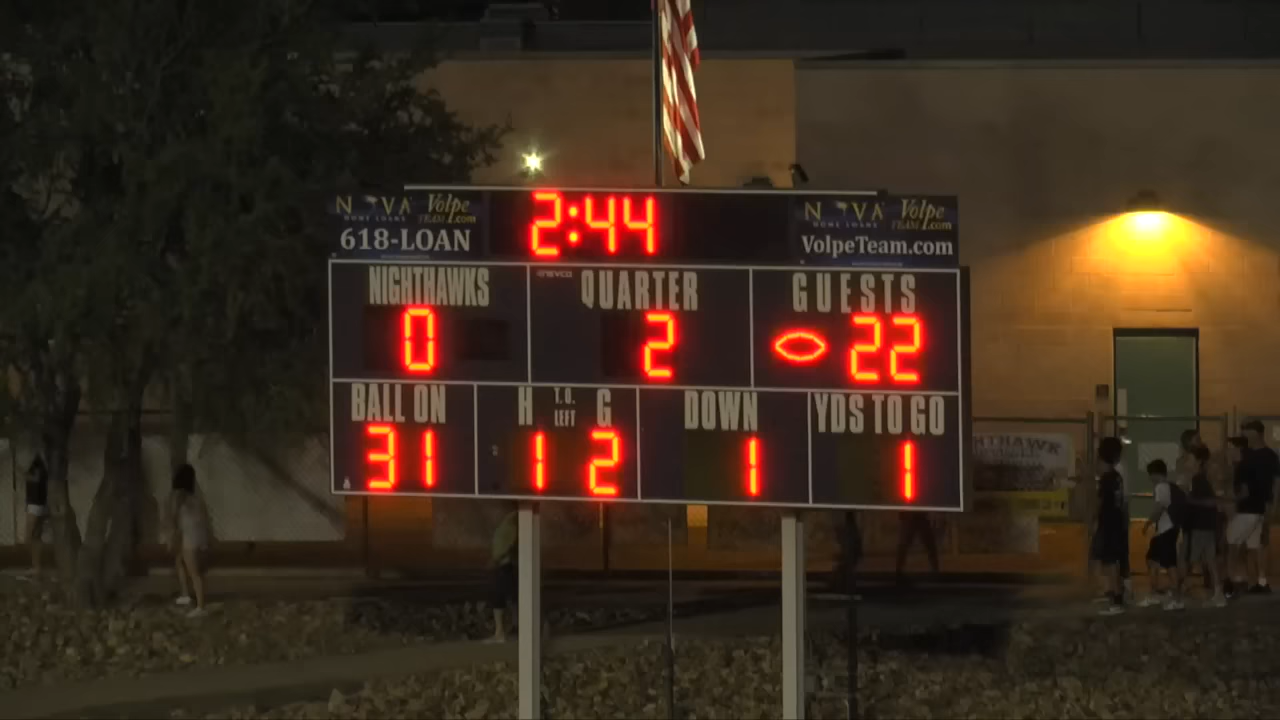 NOVA
HOME LOANS
Volpe
TEAM.com
618-LOAN
2:44
NOVA
HOME LOANS
Volpe
TEAM.com
VolpeTeam.com
NIGHTHAWKS
0
QUARTER
2
GUESTS
22
BALL ON
31
H T.O. LEFT G
1 2
DOWN
1
YDS TO GO
1
NIGHTHAWK